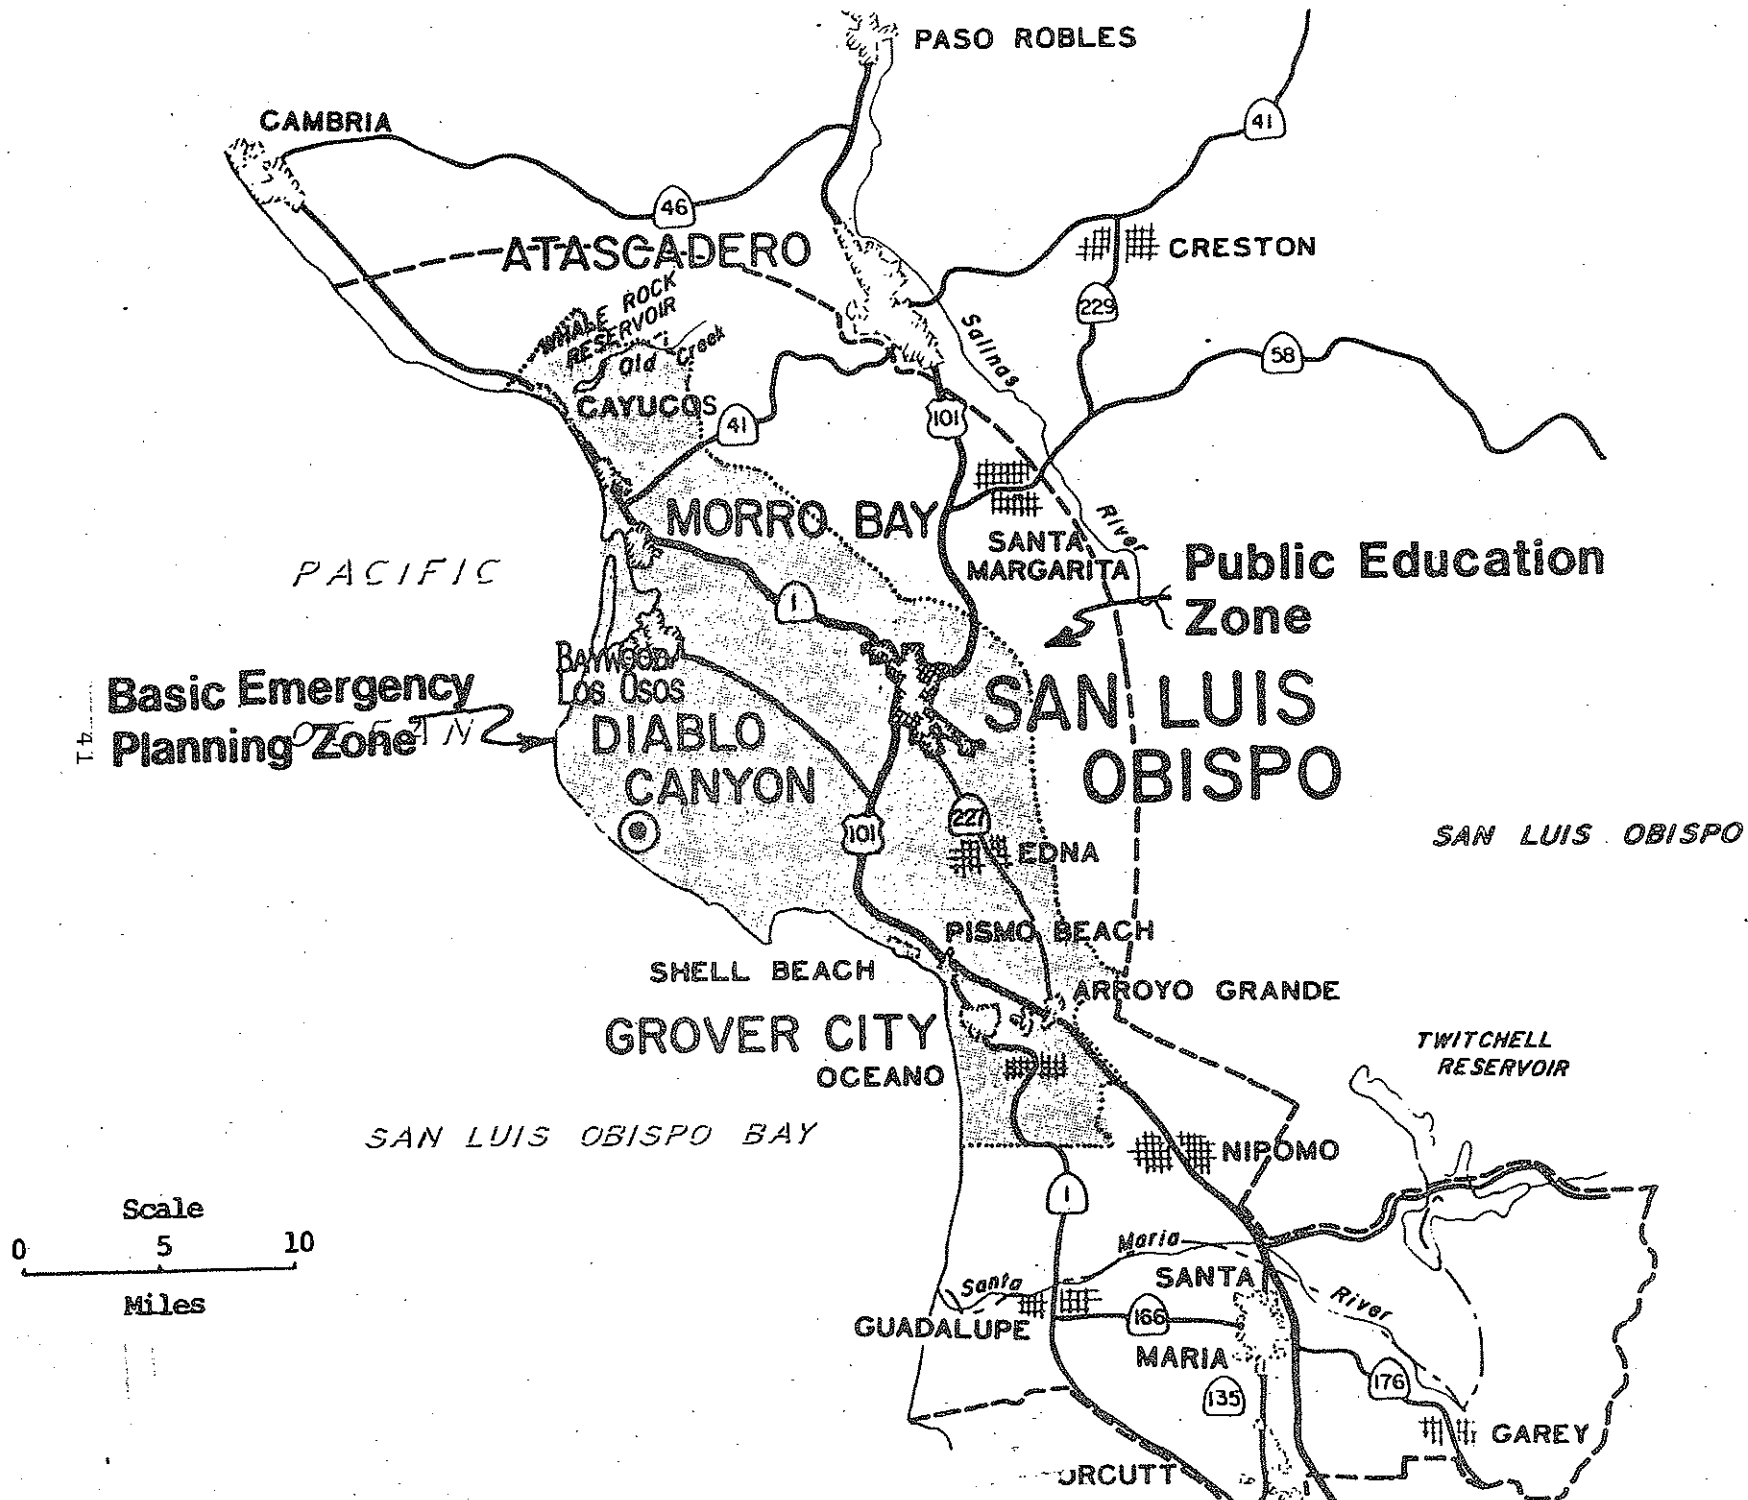 PASO ROBLES
CAMBRIA
41
46
ATASCADERO
CRESTON
WHALE ROCK
RESERVOIR
Old Creek
229
Salinas
58
CAYUCOS
41
101
MORRO BAY
River
SANTA
MARGARITA
PACIFIC
Public Education
Zone
1
BAYWOOD
LOS OSOS
Basic Emergency
Planning Zone
41
DIABLO
CANYON
SAN LUIS
OBISPO
101
227
EDNA
SAN LUIS OBISPO
PISMO BEACH
SHELL BEACH
ARROYO GRANDE
GROVER CITY
OCEANO
TWITCHELL
RESERVOIR
SAN LUIS OBISPO BAY
NIPOMO
Scale
0 5 10
Miles
1
Santa Maria River
GUADALUPE
SANTA
MARIA
166
135
176
GAREY
ORCUTT